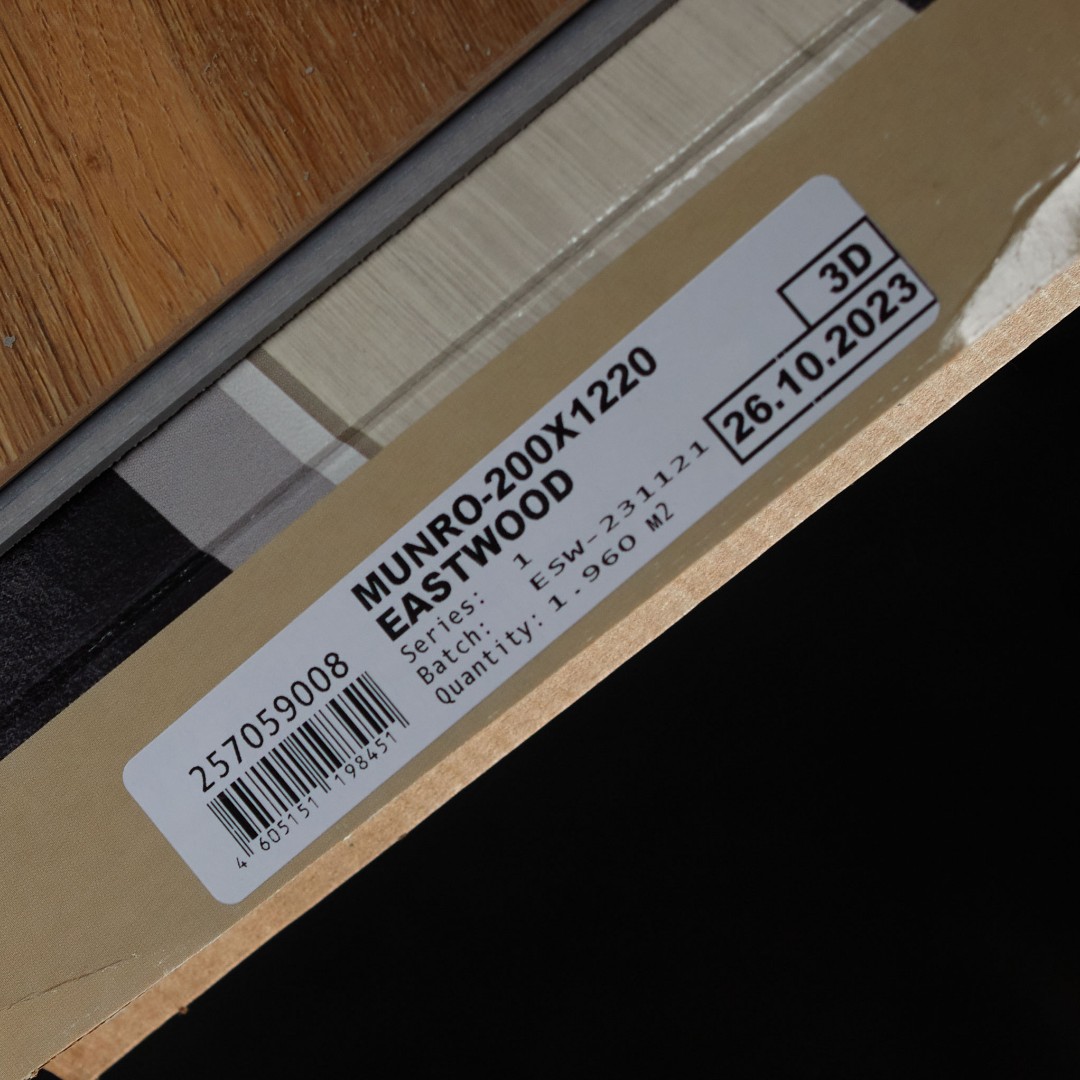 3D
26.10.2023
MUNRO-200X1220
EASTWOOD
Series: 1
Batch: ESW-231121
Quantity: 1.960 M2
257059008
4 605151 198451